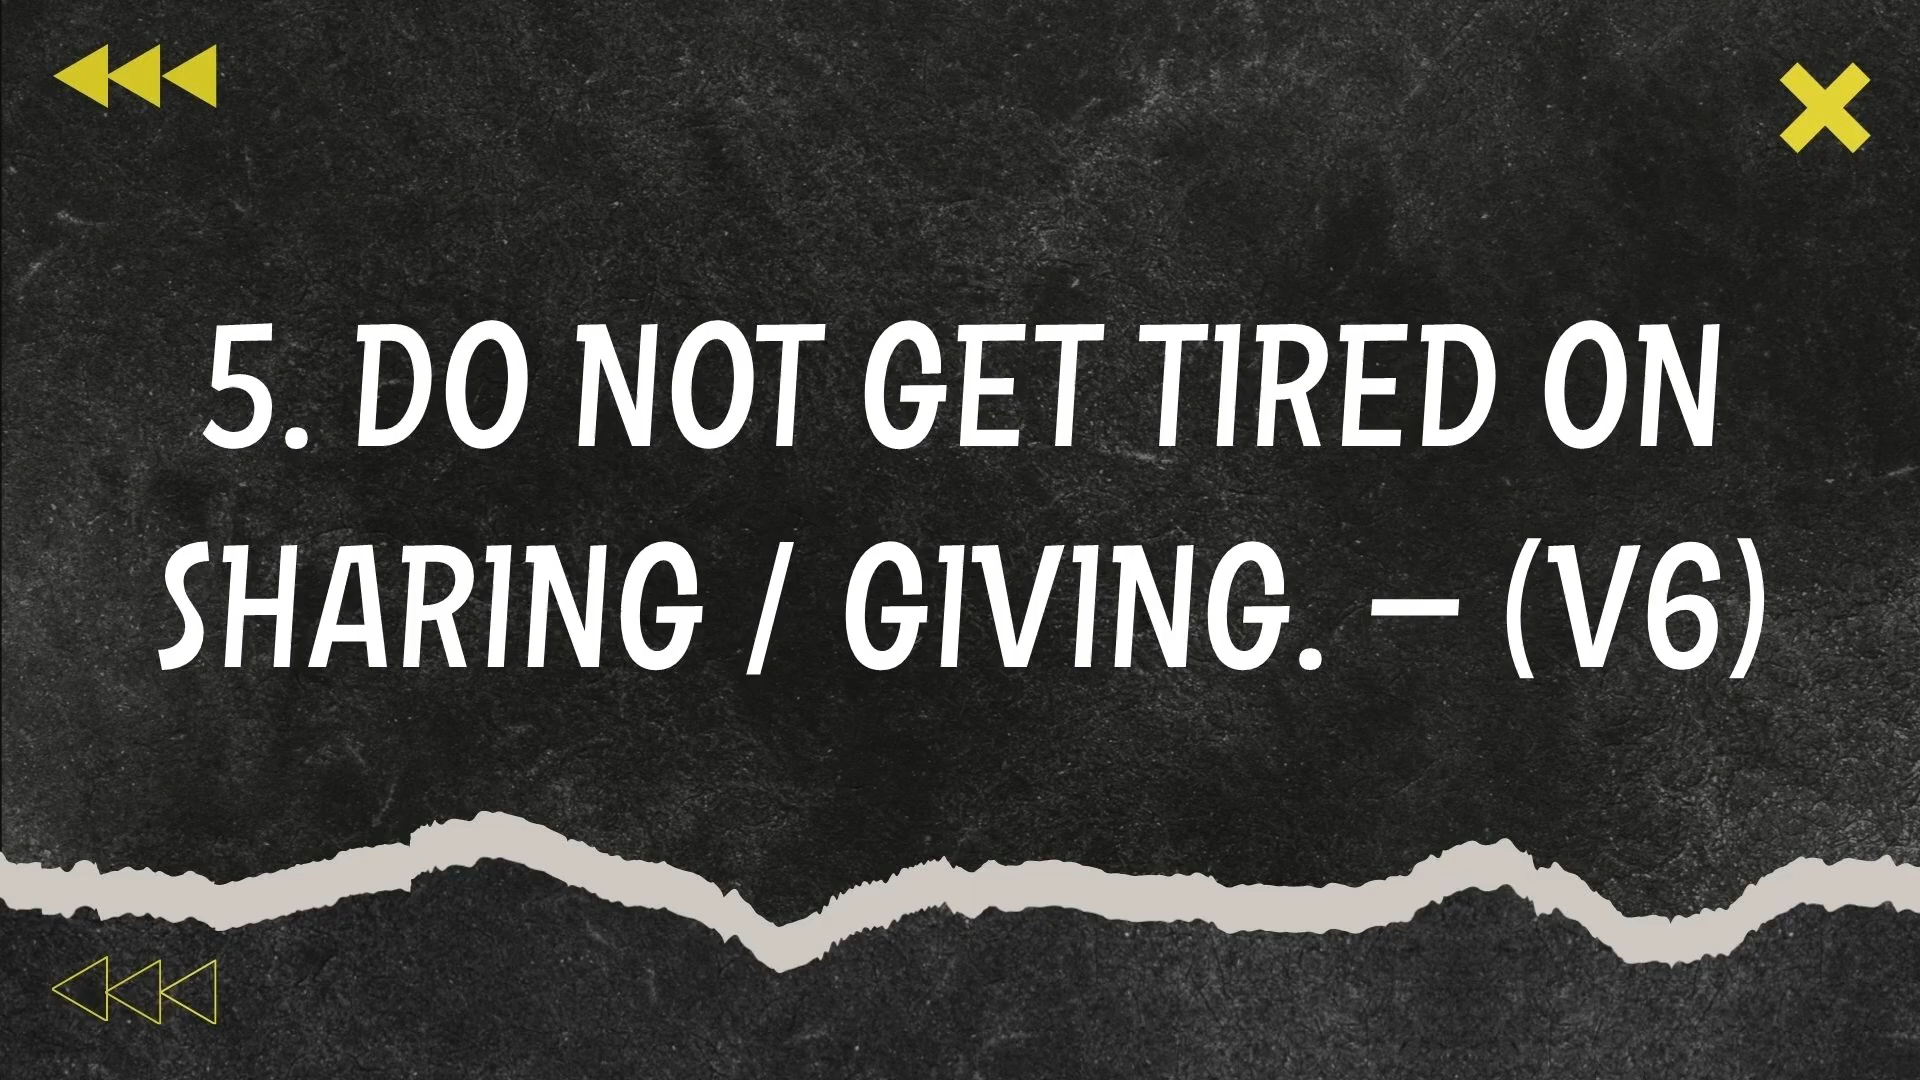 5. DO NOT GET TIRED ON
SHARING / GIVING. – (V6)